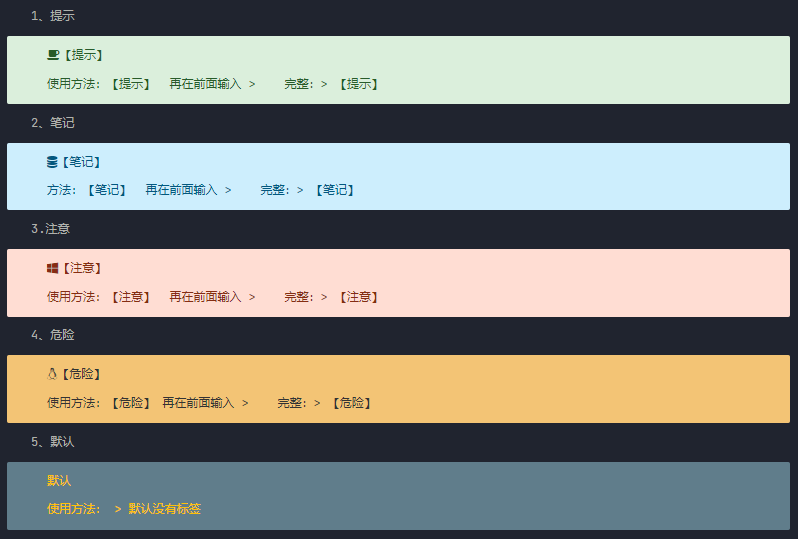 1、提示
【提示】
使用方法: 【提示】  再在前面输入 >    完整: > 【提示】
2、笔记
【笔记】
方法: 【笔记】  再在前面输入 >    完整: > 【笔记】
3.注意
【注意】
使用方法: 【注意】  再在前面输入 >    完整: > 【注意】
4、危险
【危险】
使用方法: 【危险】 再在前面输入 >    完整: > 【危险】
5、默认
默认
使用方法:  > 默认没有标签